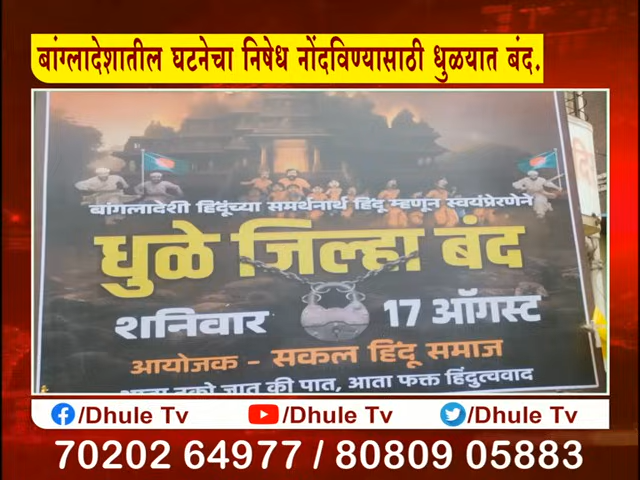 बांग्लादेशातील घटनेचा निषेध नोंदविण्यासाठी धुळयात बंद.
बांगलादेशी हिंदूंच्या समर्थनार्थ हिंदू म्हणून स्वयंप्रेरणेने
धुळे जिल्हा बंद
शनिवार 17 ऑगस्ट
आयोजक - सकल हिंदू समाज
जात की पात, आता फक्त हिंदुत्ववाद
/Dhule Tv /Dhule Tv /Dhule Tv
70202 64977 / 80809 05883